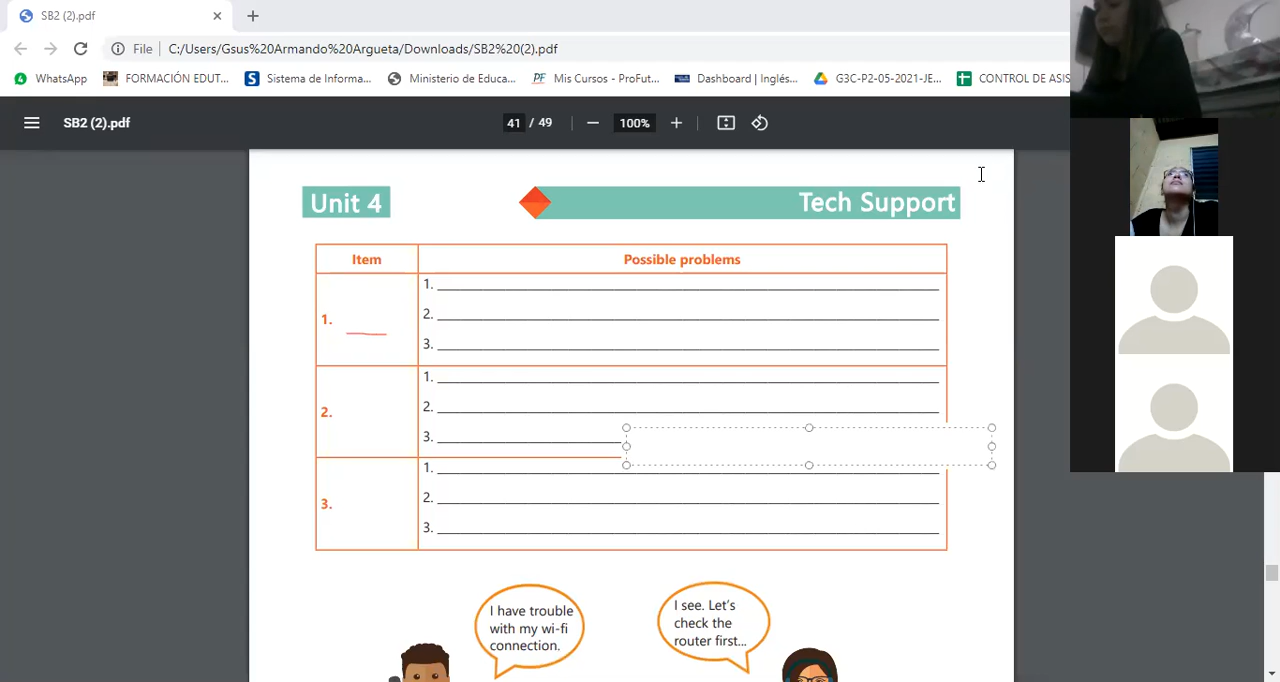 SB2 (2).pdf
File
C:/Users/Gsus%20Armando%20Argueta/Downloads/SB2%20(2).pdf
WhatsApp
FORMACIÓN EDUT...
Sistema de Informa...
Ministerio de Educa...
Mis Cursos - ProFut...
Dashboard | Inglés...
G3C-P2-05-2021-JE...
CONTROL DE ASIS
SB2 (2).pdf
41 / 49
100%
Unit 4
Tech Support
Item
Possible problems
1.
1.
2.
3.
2.
1.
2.
3.
3.
1.
2.
3.
I have trouble
with my wi-fi
connection.
I see. Let's
check the
router first...